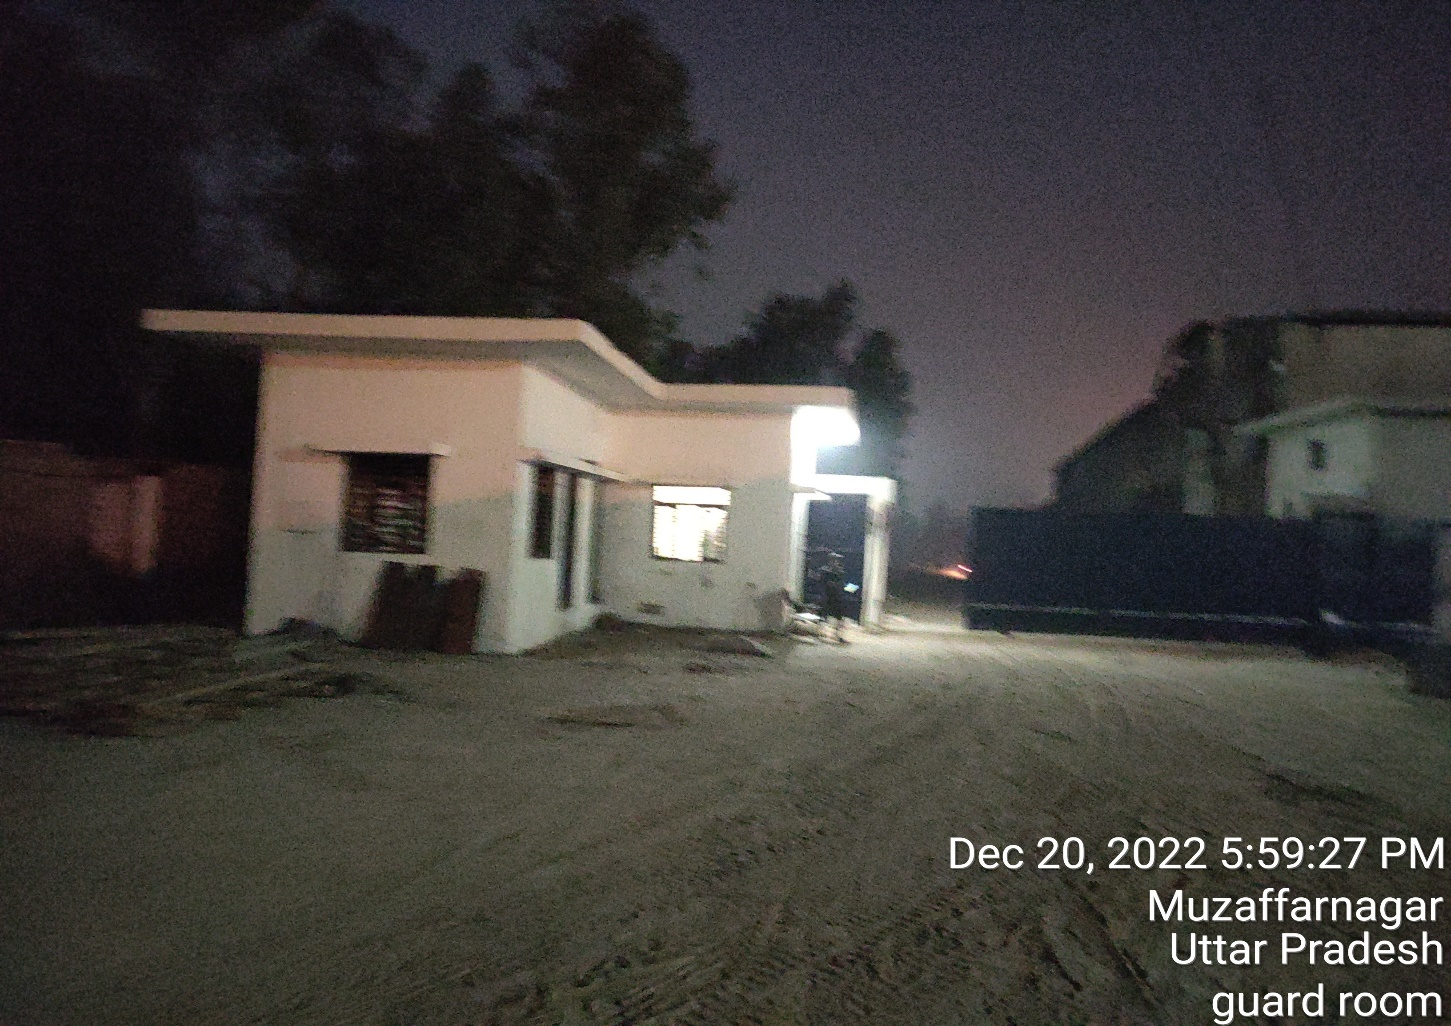 Dec 20, 2022 5:59:27 PM
Muzaffarnagar
Uttar Pradesh
guard room